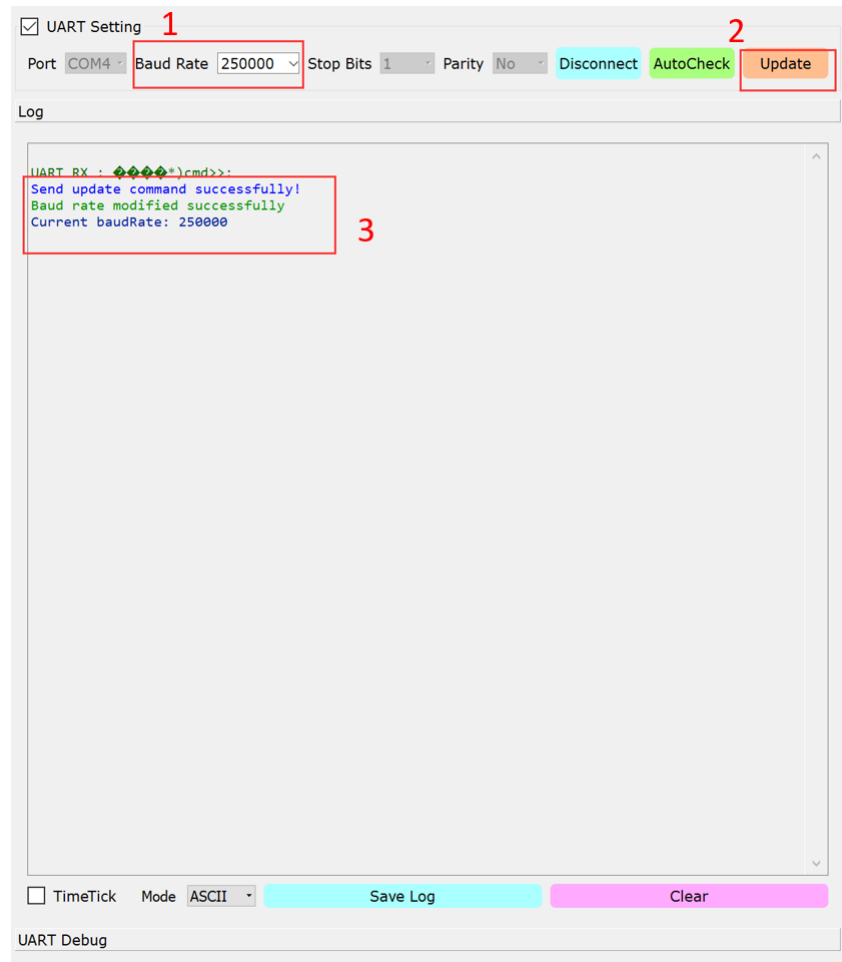 UART Setting
1
2
Port COM4 Baud Rate 250000 Stop Bits 1 Parity No Disconnect AutoCheck Update
Log
UART RX : ����*)cmd>>:
Send update command successfully!
Baud rate modified successfully
Current baudRate: 250000
3
TimeTick Mode ASCII Save Log Clear
UART Debug